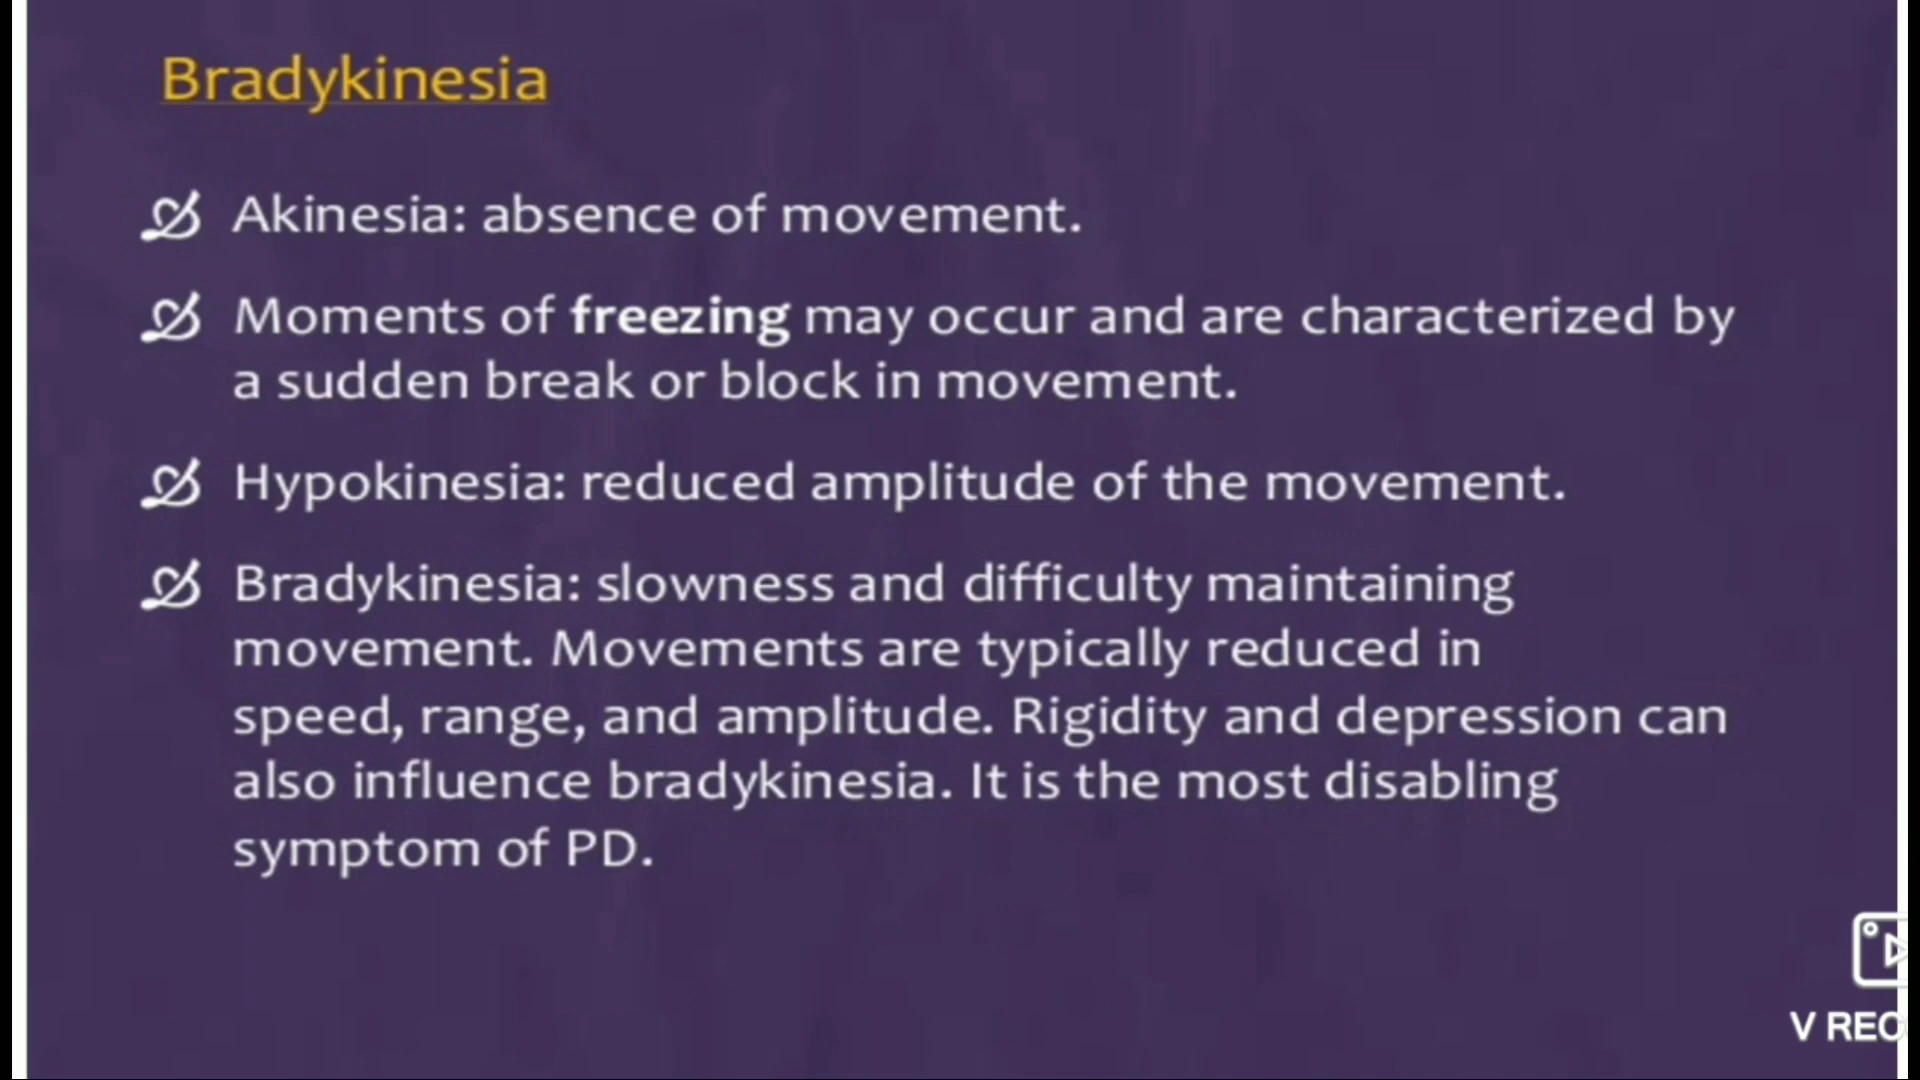 Bradykinesia
Akinesia: absence of movement.
Moments of freezing may occur and are characterized by
a sudden break or block in movement.
Hypokinesia: reduced amplitude of the movement.
Bradykinesia: slowness and difficulty maintaining
movement. Movements are typically reduced in
speed, range, and amplitude. Rigidity and depression can
also influence bradykinesia. It is the most disabling
symptom of PD.
V REC